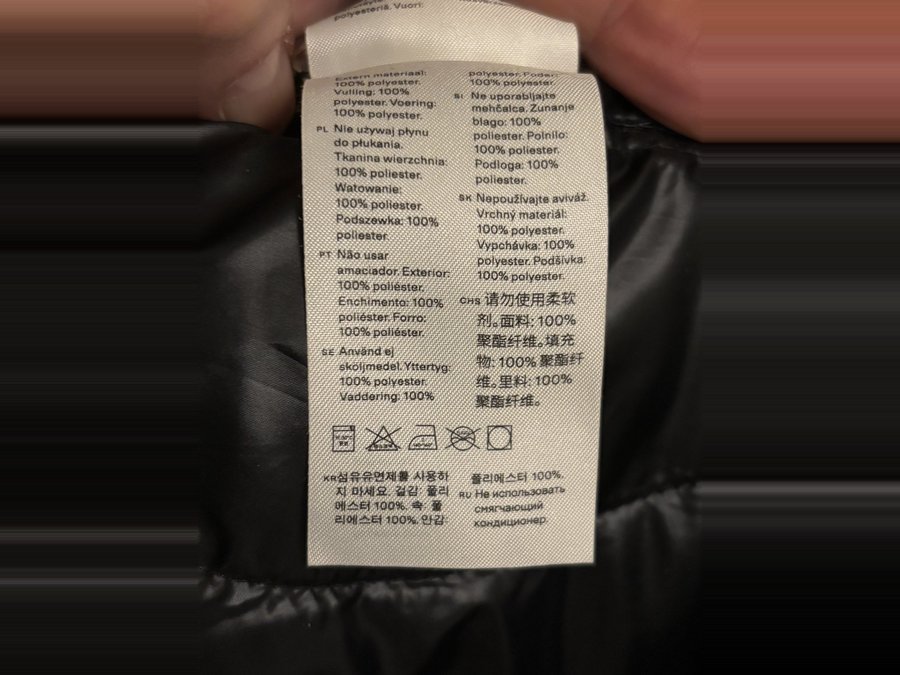 polyesteriä. Vuori:
Extern materiaal:
100% polyester.
Vulling: 100%
polyester. Voering:
100% polyester.
PL Nie używaj płynu
do płukania.
Tkanina wierzchnia:
100% poliester.
Watowanie:
100% poliester.
Podszewka: 100%
poliester.
PT Não usar
amaciador. Exterior:
100% poliéster.
Enchimento: 100%
poliéster. Forro:
100% poliéster.
SE Använd ej
sköljmedel. Yttertyg:
100% polyester.
Vaddering: 100%
polyester. Foder:
100% polyester.
SI Ne uporabljajte
mehčalca. Zunanje
blago: 100%
poliester. Polnilo:
100% poliester.
Podloga: 100%
poliester.
SK Nepoužívajte aviváž.
Vrchný materiál:
100% polyester.
Vypchávka: 100%
polyester. Podšívka:
100% polyester.
CHS 请勿使用柔软
剂。面料: 100%
聚酯纤维。填充
物: 100% 聚酯纤
维。里料: 100%
聚酯纤维。
KR 섬유유연제를 사용하
지 마세요. 겉감: 폴리
에스터 100%. 속: 폴
리에스터 100%. 안감:
폴리에스터 100%.
RU Не использовать
смягчающий
кондиционер.